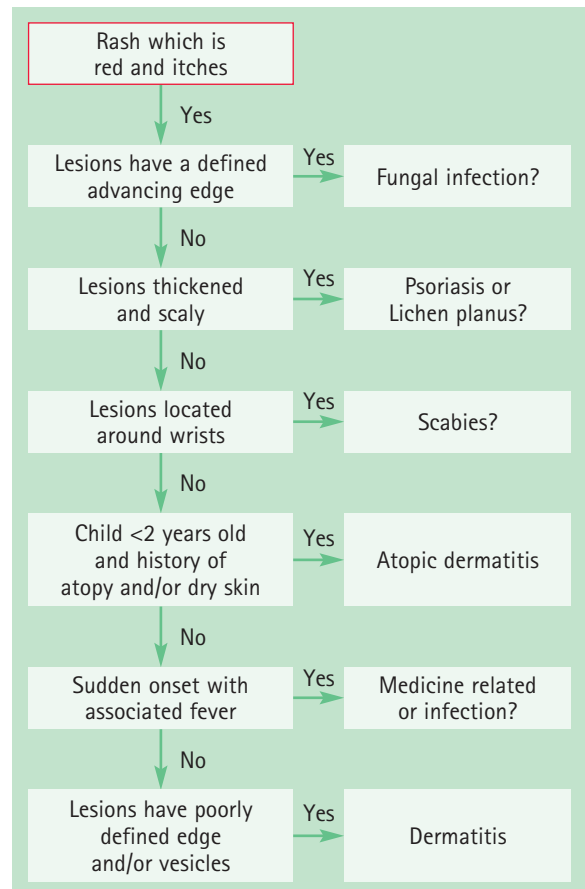 Rash which is
red and itches
Yes
Lesions have a defined
advancing edge
Yes
Fungal infection?
No
Lesions thickened
and scaly
Yes
Psoriasis or
Lichen planus?
No
Lesions located
around wrists
Yes
Scabies?
No
Child <2 years old
and history of
atopy and/or dry skin
Yes
Atopic dermatitis
No
Sudden onset with
associated fever
Yes
Medicine related
or infection?
No
Lesions have poorly
defined edge
and/or vesicles
Yes
Dermatitis